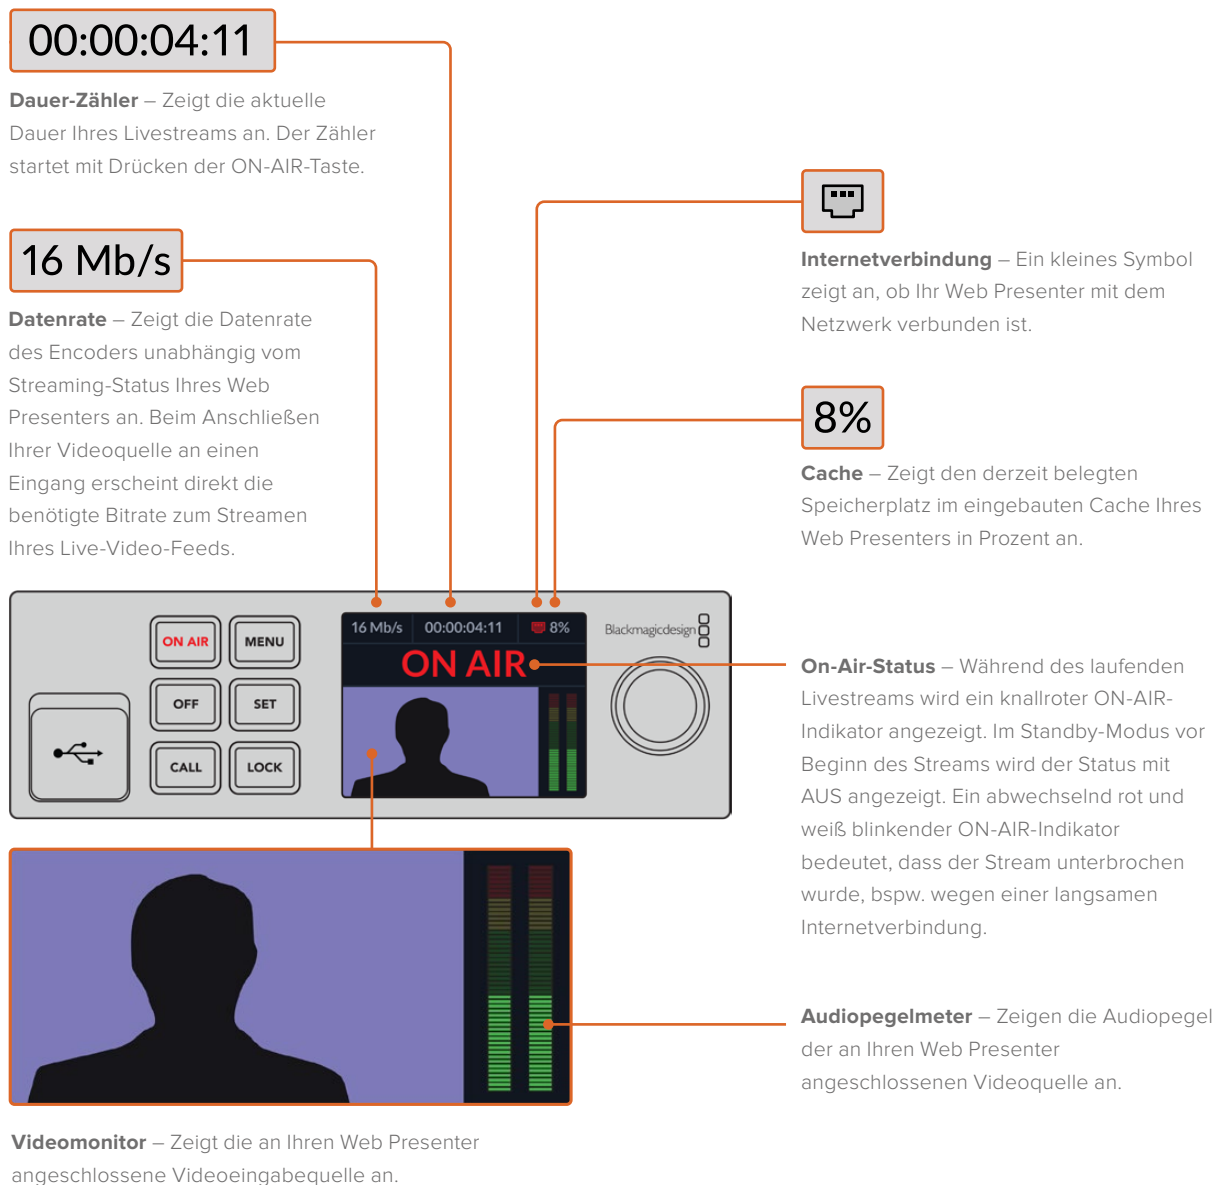 00:00:04:11
Dauer-Zähler – Zeigt die aktuelle
Dauer Ihres Livestreams an. Der Zähler
startet mit Drücken der ON-AIR-Taste.
16 Mb/s
Datenrate – Zeigt die Datenrate
des Encoders unabhängig vom
Streaming-Status Ihres Web
Presenters an. Beim Anschließen
Ihrer Videoquelle an einen
Eingang erscheint direkt die
benötigte Bitrate zum Streamen
Ihres Live-Video-Feeds.
Internetverbindung – Ein kleines Symbol
zeigt an, ob Ihr Web Presenter mit dem
Netzwerk verbunden ist.
8%
Cache – Zeigt den derzeit belegten
Speicherplatz im eingebauten Cache Ihres
Web Presenters in Prozent an.
ON AIR
MENU
OFF
SET
CALL
LOCK
16 Mb/s 00:00:04:11 8%
ON AIR
Blackmagicdesign
On-Air-Status – Während des laufenden
Livestreams wird ein knallroter ON-AIR-
Indikator angezeigt. Im Standby-Modus vor
Beginn des Streams wird der Status mit
AUS angezeigt. Ein abwechselnd rot und
weiß blinkender ON-AIR-Indikator
bedeutet, dass der Stream unterbrochen
wurde, bspw. wegen einer langsamen
Internetverbindung.
Audiopegelmeter – Zeigen die Audiopegel
der an Ihren Web Presenter
angeschlossenen Videoquelle an.
Videomonitor – Zeigt die an Ihren Web Presenter
angeschlossene Videoeingabequelle an.